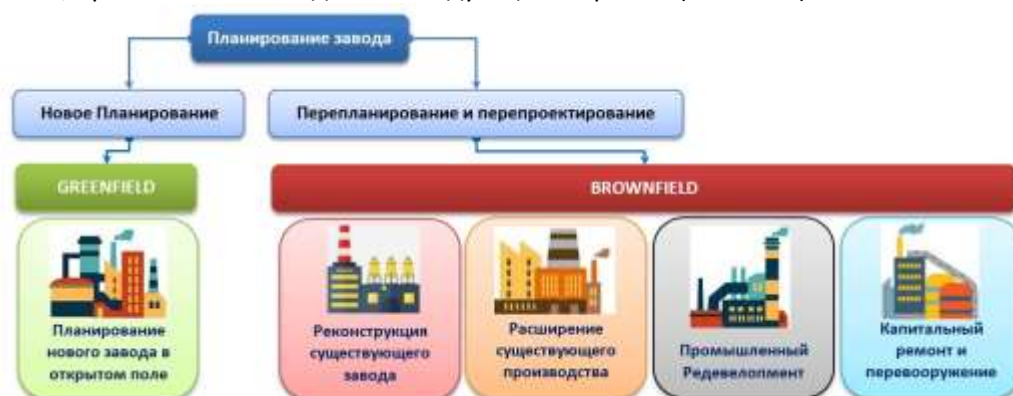 Планирование завода
Новое Планирование
Перепланирование и перепроектирование
GREENFIELD
BROWNFIELD
Планирование
нового завода в
открытом поле
Реконструкция
существующего
завода
Расширение
существующего
производства
Промышленный
Редевелопмент
Капитальный
ремонт и
перевооружение